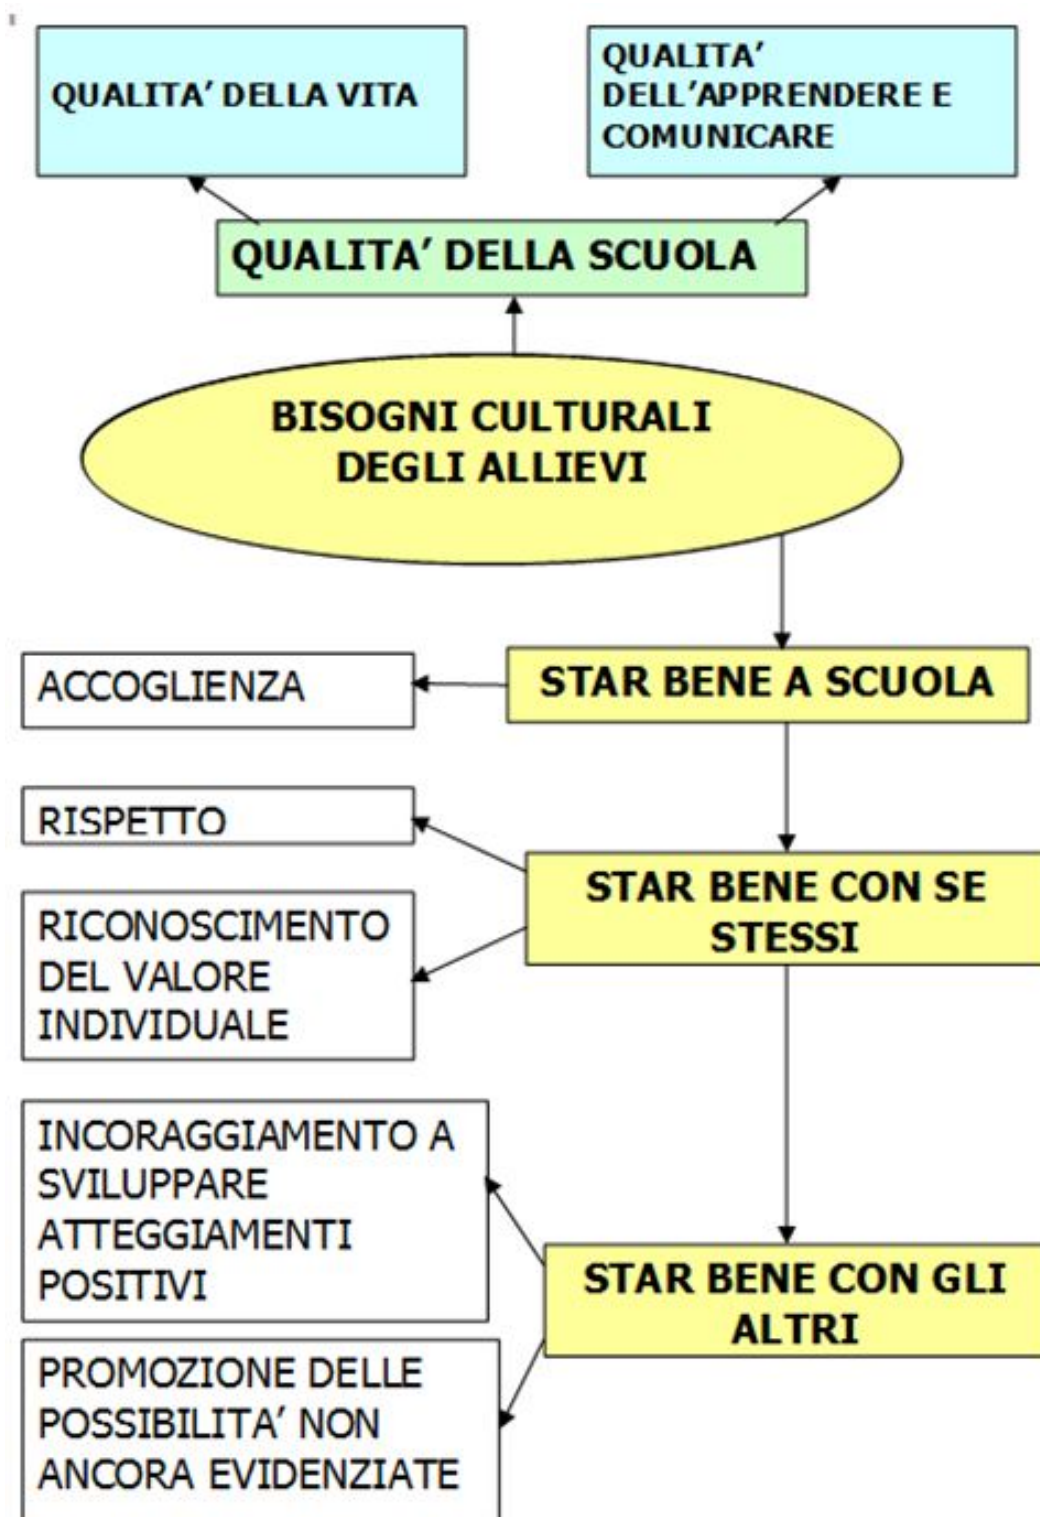 QUALITA’ DELLA VITA
QUALITA’
DELL’APPRENDERE E
COMUNICARE
QUALITA’ DELLA SCUOLA
BISOGNI CULTURALI
DEGLI ALLIEVI
STAR BENE A SCUOLA
ACCOGLIENZA
RISPETTO
STAR BENE CON SE
STESSI
RICONOSCIMENTO
DEL VALORE
INDIVIDUALE
INCORAGGIAMENTO A
SVILUPPARE
ATTEGGIAMENTI
POSITIVI
STAR BENE CON GLI
ALTRI
PROMOZIONE DELLE
POSSIBILITA’ NON
ANCORA EVIDENZIATE